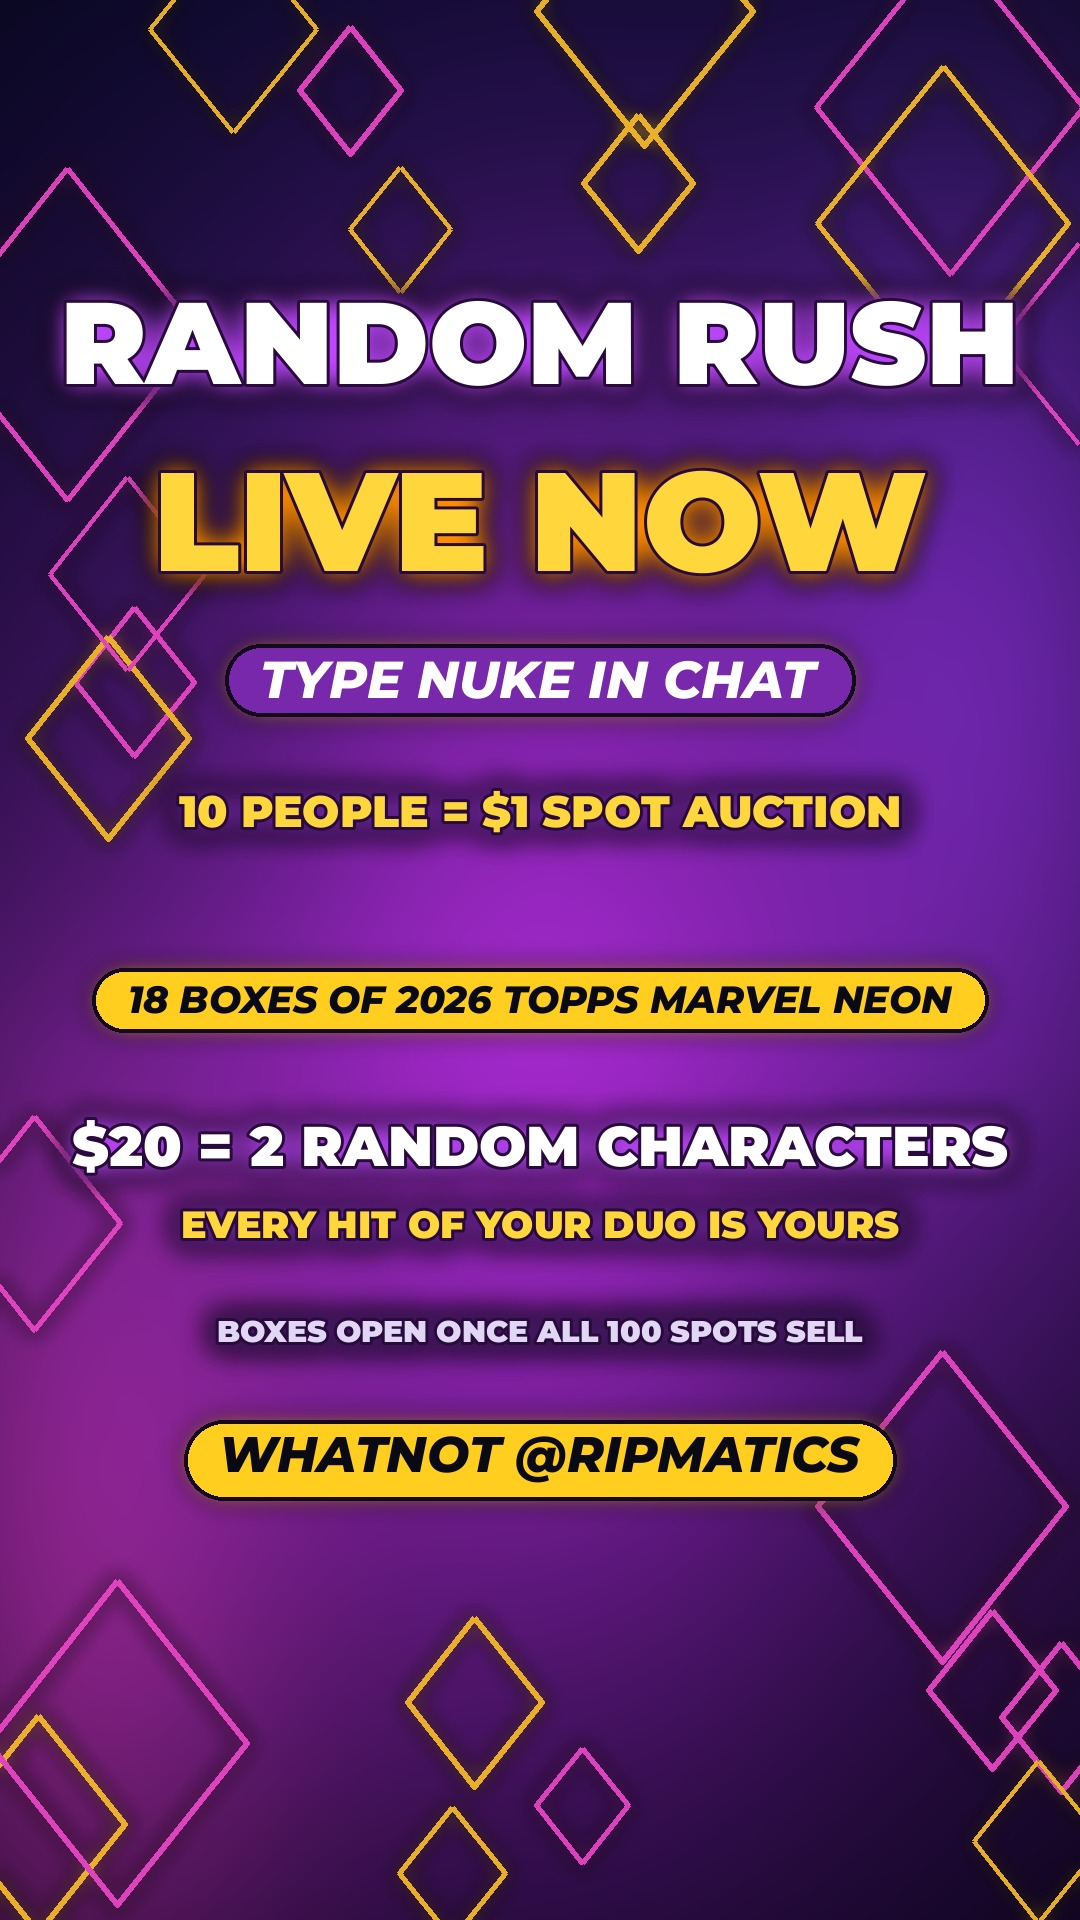 RANDOM RUSH
LIVE NOW
TYPE NUKE IN CHAT
10 PEOPLE = $1 SPOT AUCTION
18 BOXES OF 2026 TOPPS MARVEL NEON
$20 = 2 RANDOM CHARACTERS
EVERY HIT OF YOUR DUO IS YOURS
BOXES OPEN ONCE ALL 100 SPOTS SELL
WHATNOT @RIPMATICS